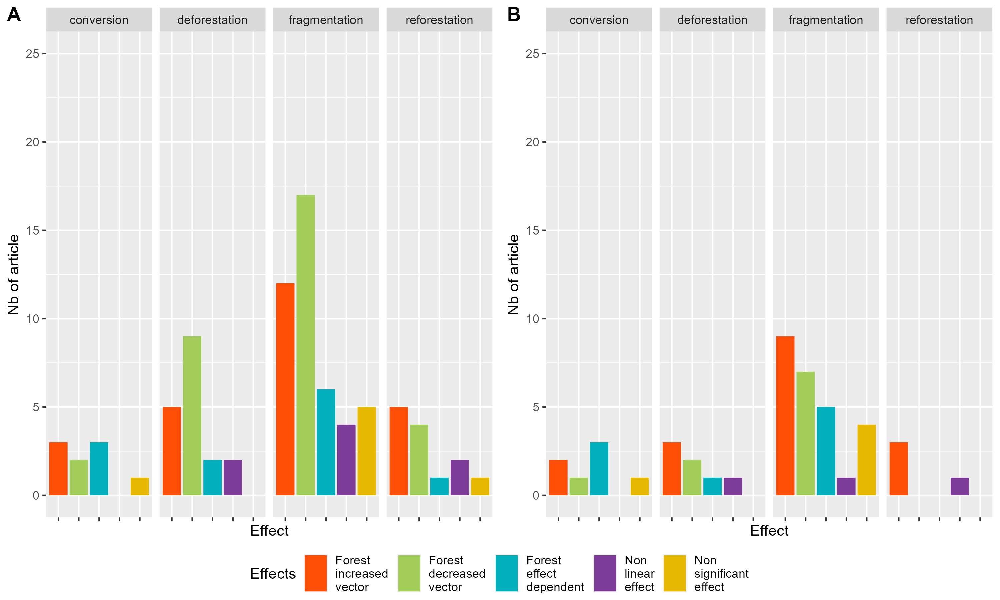 A
conversion
deforestation
fragmentation
reforestation
25
20
15
10
5
0
Nb of article
Effect
B
conversion
deforestation
fragmentation
reforestation
25
20
15
10
5
0
Nb of article
Effect
Effects
Forest
increased
vector
Forest
decreased
vector
Forest
effect
dependent
Non
linear
effect
Non
significant
effect